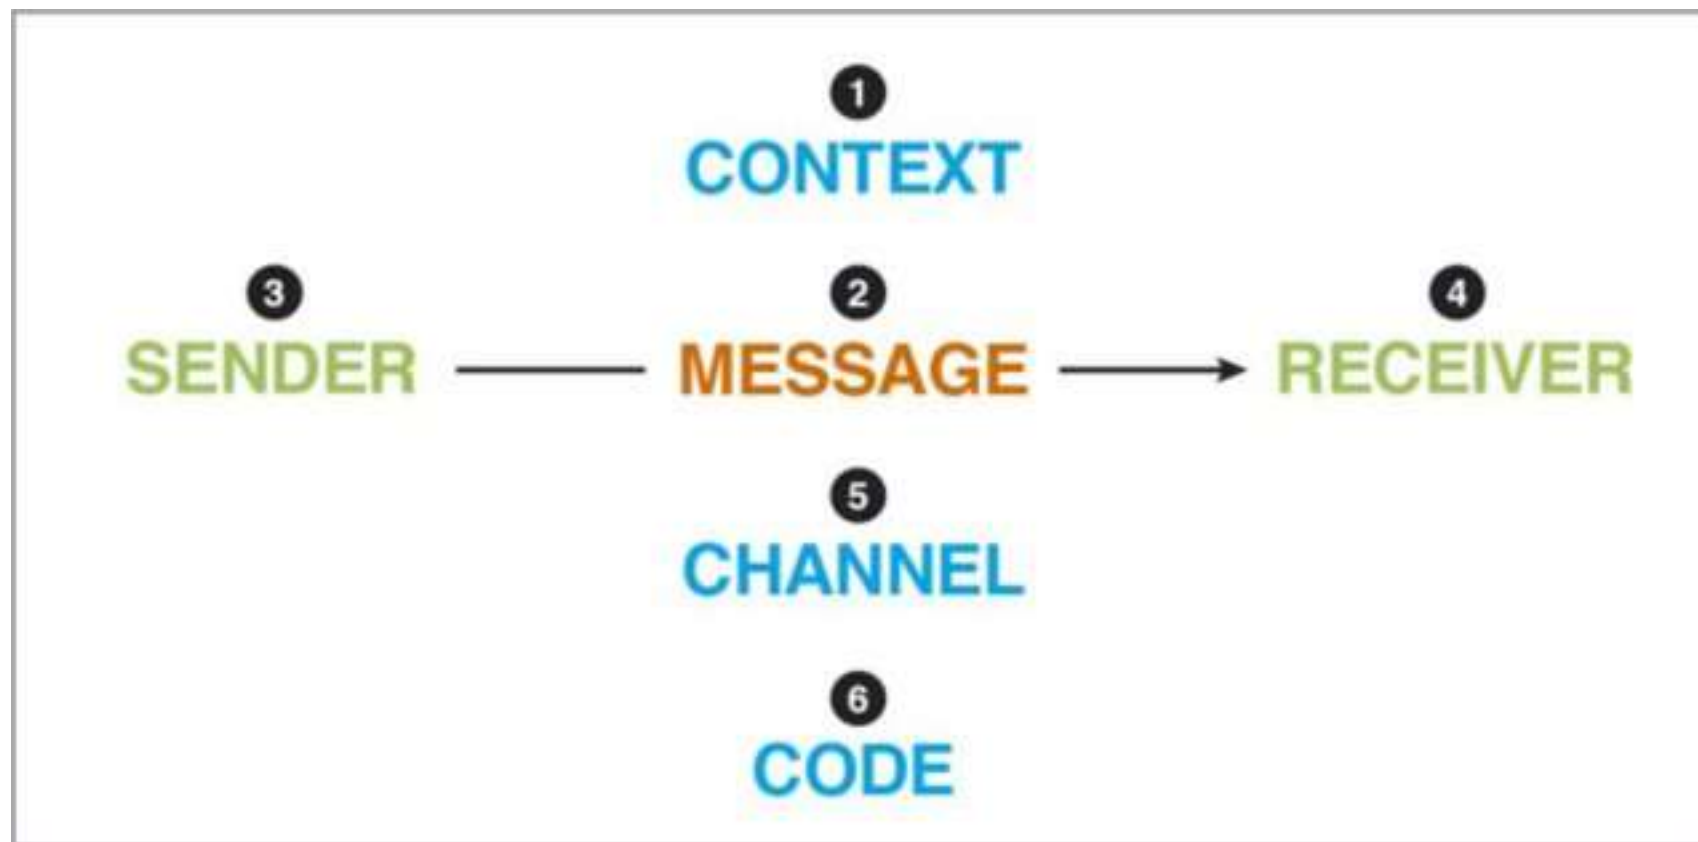 1
CONTEXT
3 2 4
SENDER MESSAGE RECEIVER
5
CHANNEL
6
CODE